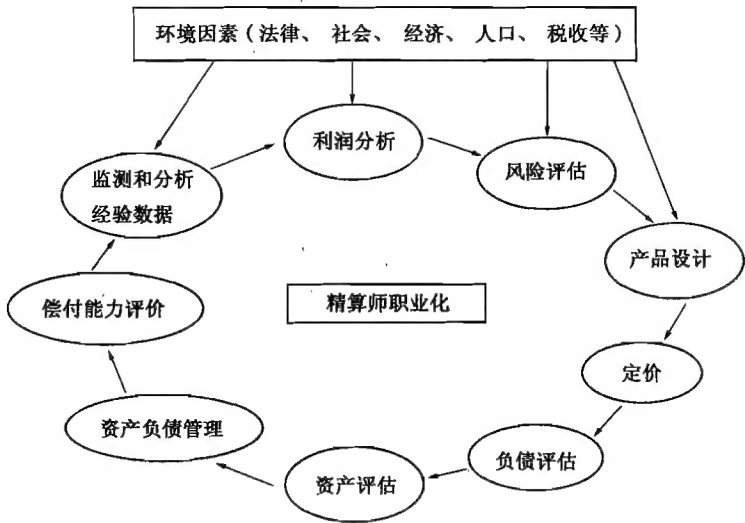 环境因素（法律、社会、经济、人口、税收等）
利润分析
监测和分析
经验数据
风险评估
产品设计
偿付能力评价
精算师职业化
定价
资产负债管理
负债评估
资产评估